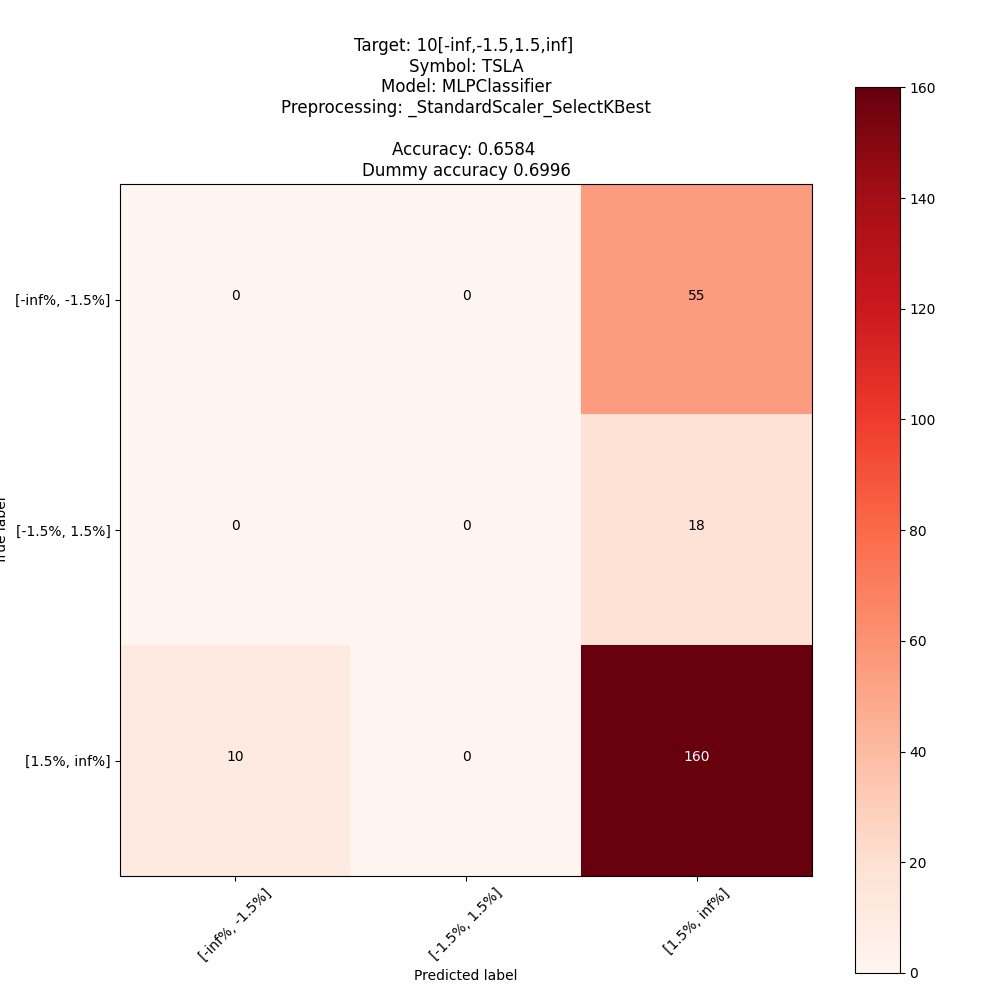 Target: 10[-inf,-1.5,1.5,inf]
Symbol: TSLA
Model: MLPClassifier
Preprocessing: _StandardScaler_SelectKBest
Accuracy: 0.6584
Dummy accuracy 0.6996
[-inf%, -1.5%]
0
0
55
[-1.5%, 1.5%]
0
0
18
[1.5%, inf%]
10
0
160
[-inf%, -1.5%]
[-1.5%, 1.5%]
[1.5%, inf%]
Predicted label
160
140
120
100
80
60
40
20
0